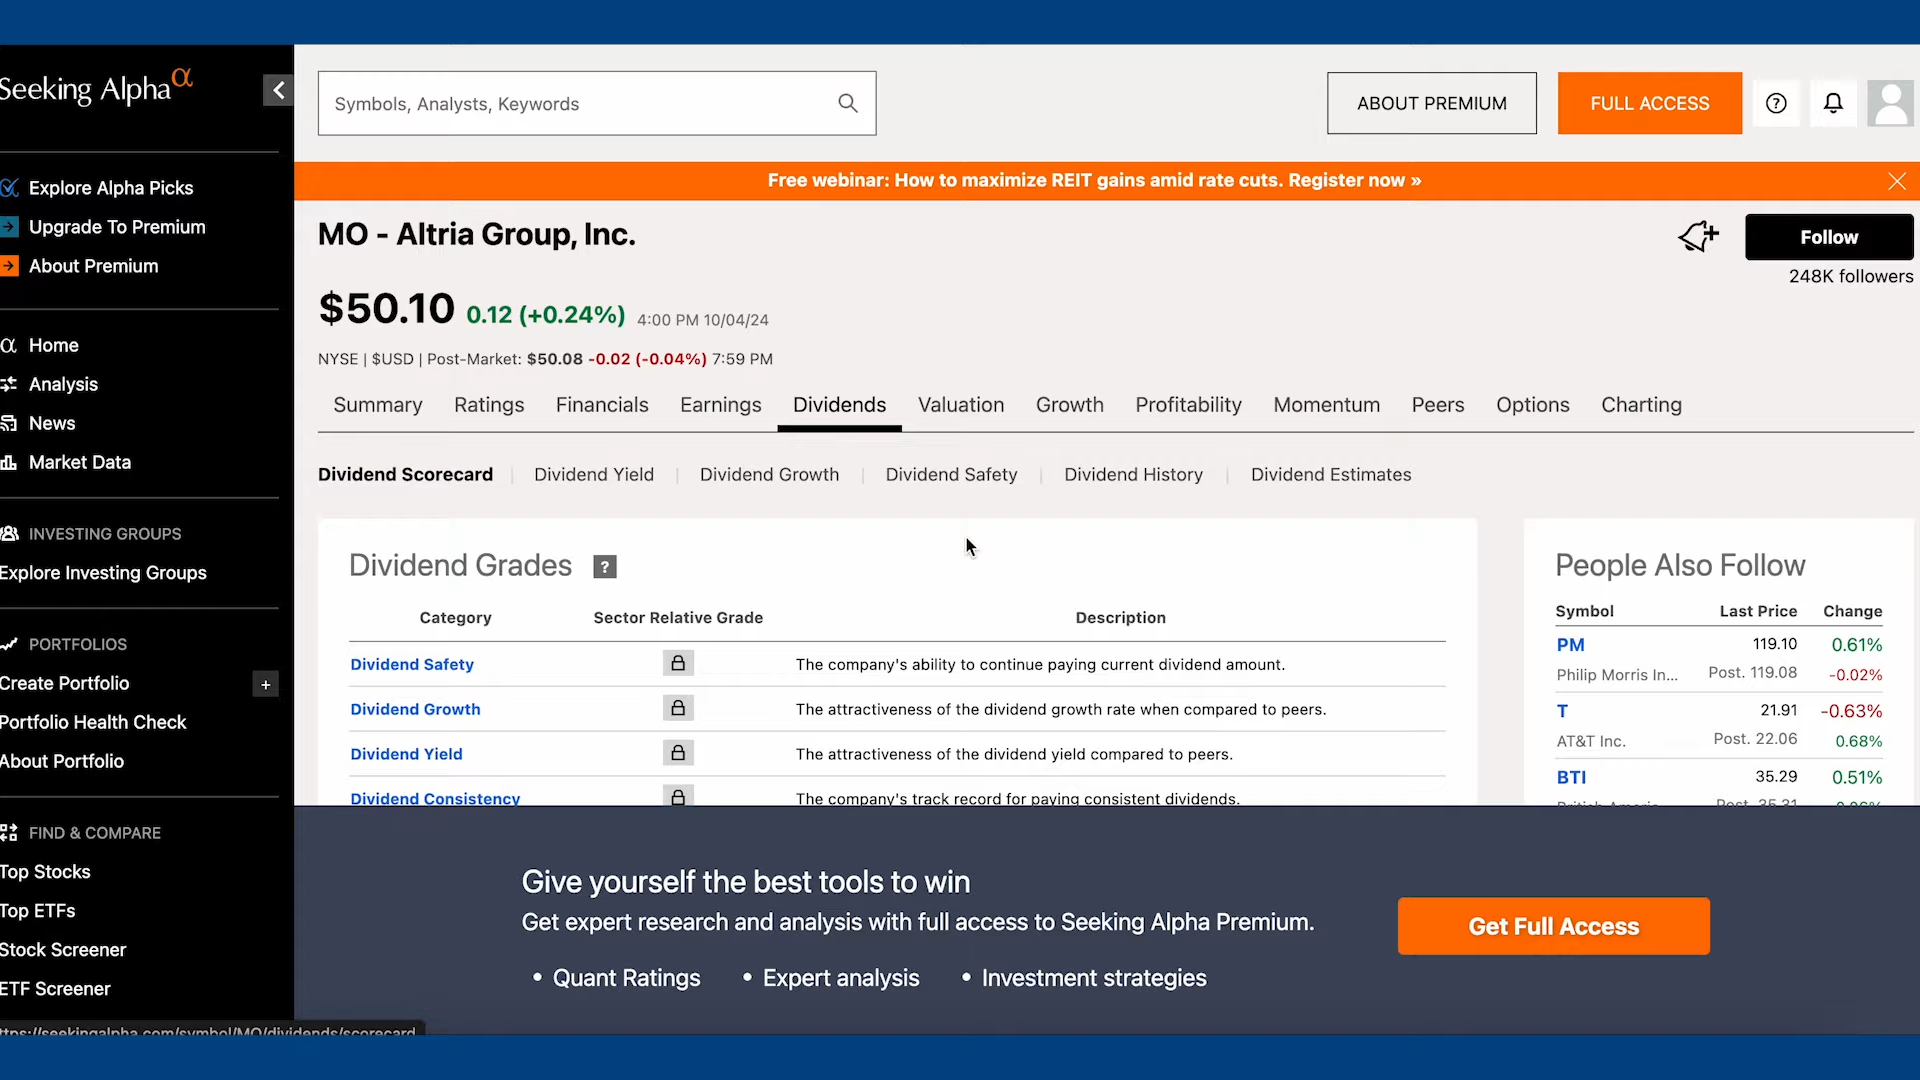 Seeking Alpha α
Symbols, Analysts, Keywords
ABOUT PREMIUM
FULL ACCESS
Free webinar: How to maximize REIT gains amid rate cuts. Register now »
Explore Alpha Picks
Upgrade To Premium
About Premium
Home
Analysis
News
Market Data
INVESTING GROUPS
Explore Investing Groups
PORTFOLIOS
Create Portfolio +
Portfolio Health Check
About Portfolio
FIND & COMPARE
Top Stocks
Top ETFs
Stock Screener
ETF Screener
MO - Altria Group, Inc.
Follow
248K followers
$50.10 0.12 (+0.24%) 4:00 PM 10/04/24
NYSE | $USD | Post-Market: $50.08 -0.02 (-0.04%) 7:59 PM
Summary Ratings Financials Earnings Dividends Valuation Growth Profitability Momentum Peers Options Charting
Dividend Scorecard | Dividend Yield | Dividend Growth | Dividend Safety | Dividend History | Dividend Estimates
Dividend Grades ?
Category Sector Relative Grade Description
Dividend Safety The company's ability to continue paying current dividend amount.
Dividend Growth The attractiveness of the dividend growth rate when compared to peers.
Dividend Yield The attractiveness of the dividend yield compared to peers.
Dividend Consistency The company's track record for paying consistent dividends.
People Also Follow
Symbol Last Price Change
PM 119.10 0.61%
Philip Morris In... Post. 119.08 -0.02%
T 21.91 -0.63%
AT&T Inc. Post. 22.06 0.68%
BTI 35.29 0.51%
Give yourself the best tools to win
Get expert research and analysis with full access to Seeking Alpha Premium.
• Quant Ratings • Expert analysis • Investment strategies
Get Full Access
ttps://seekingalpha.com/symbol/MO/dividends/scorecard